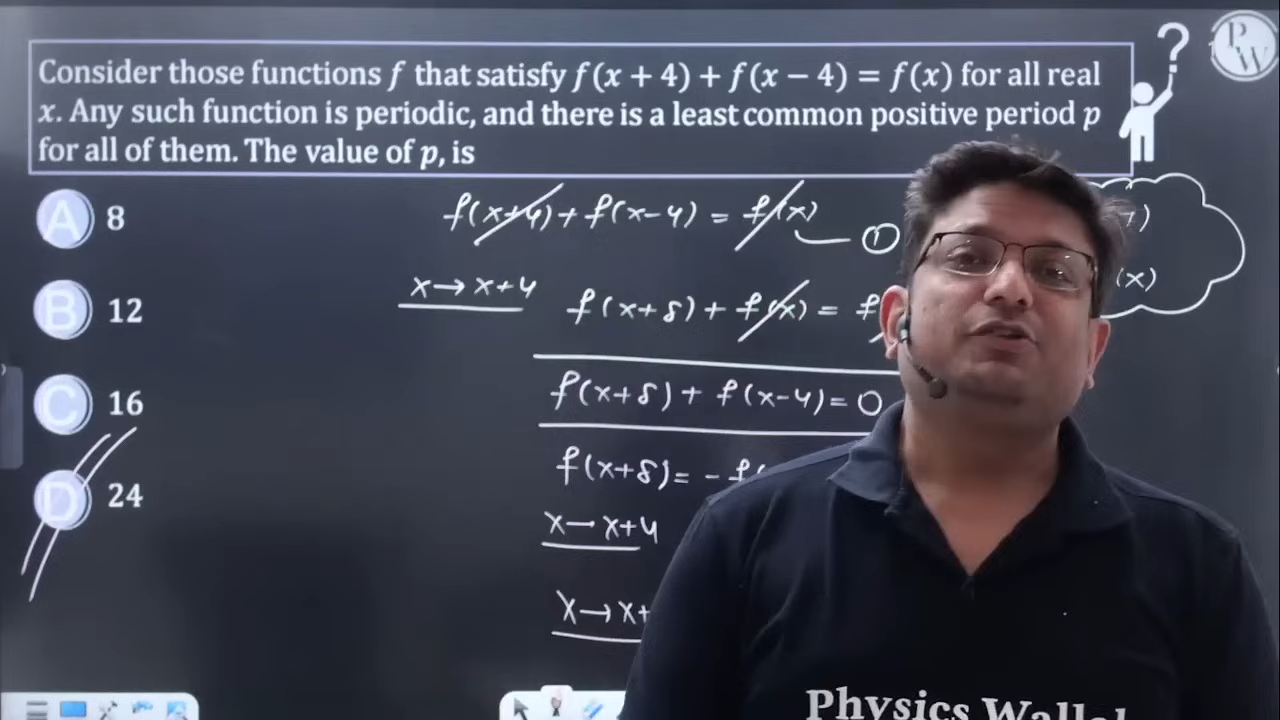 Consider those functions f that satisfy f(x + 4) + f(x − 4) = f(x) for all real
x. Any such function is periodic, and there is a least common positive period p
for all of them. The value of p, is
?
P
W
A 8
B 12
C 16
D 24
f(x+4) + f(x-4) = f(x) ①
x→x+4
f(x+8) + f(x) = f
f(x+8) + f(x-4) = 0
f(x+8) = -f(
x→x+4
x→x+
(x)
Physics Wallah